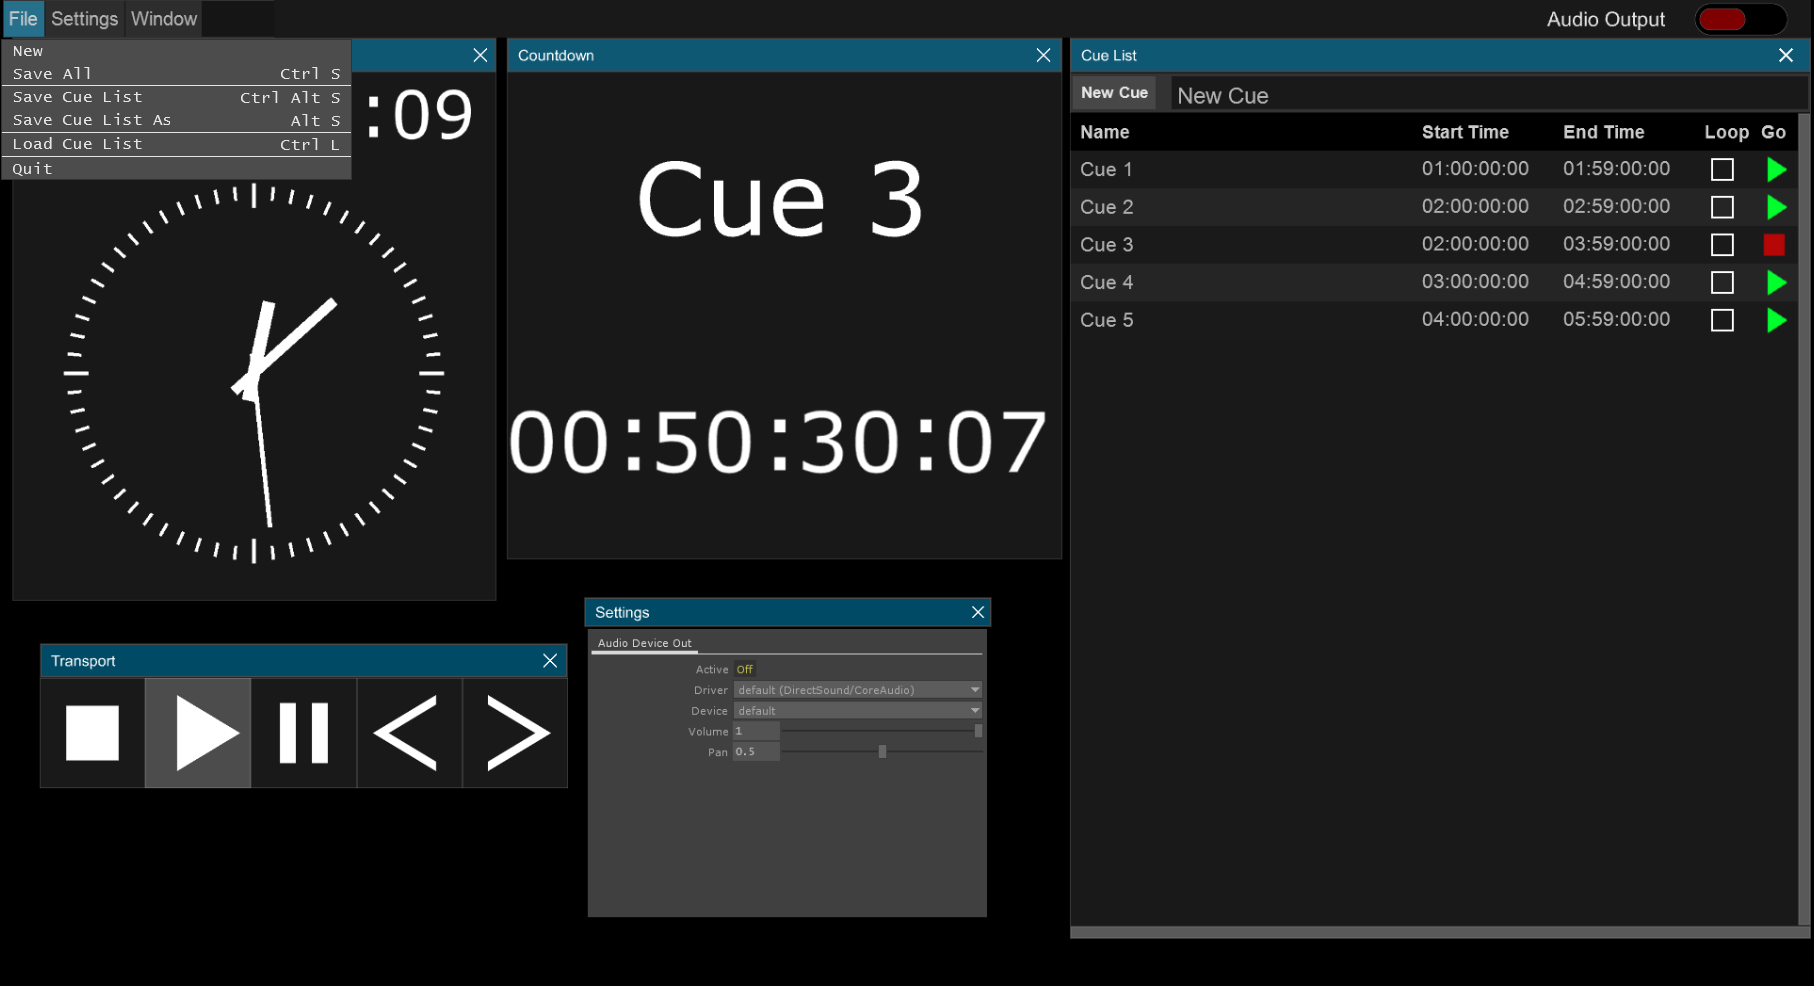 File Settings Window
Audio Output
New
Save All Ctrl S
Save Cue List Ctrl Alt S
Save Cue List As Alt S
Load Cue List Ctrl L
Quit
:09
Countdown
Cue 3
00:50:30:07
Cue List
New Cue New Cue
Name Start Time End Time Loop Go
Cue 1 01:00:00:00 01:59:00:00
Cue 2 02:00:00:00 02:59:00:00
Cue 3 02:00:00:00 03:59:00:00
Cue 4 03:00:00:00 04:59:00:00
Cue 5 04:00:00:00 05:59:00:00
Transport
Settings
Audio Device Out
Active Off
Driver default (DirectSound/CoreAudio)
Device default
Volume 1
Pan 0.5